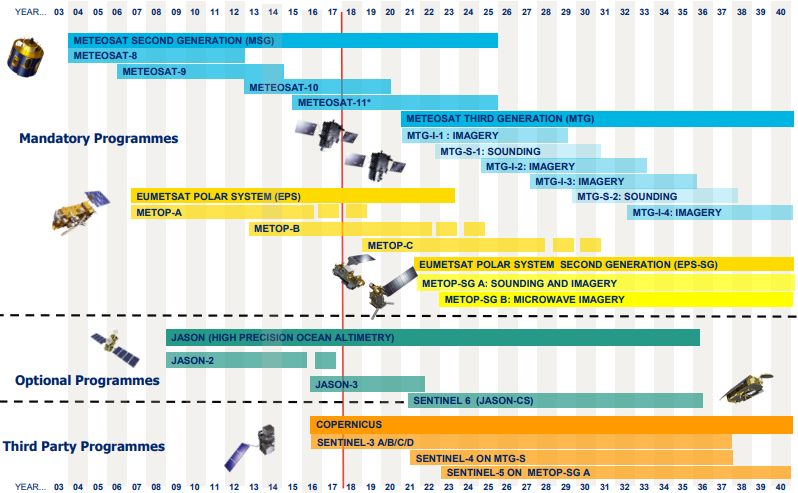 YEAR... 03 04 05 06 07 08 09 10 11 12 13 14 15 16 17 18 19 20 21 22 23 24 25 26 27 28 29 30 31 32 33 34 35 36 37 38 39 40
METEOSAT SECOND GENERATION (MSG)
METEOSAT-8
METEOSAT-9
METEOSAT-10
METEOSAT-11*
METEOSAT THIRD GENERATION (MTG)
Mandatory Programmes
MTG-I-1 : IMAGERY
MTG-S-1: SOUNDING
MTG-I-2: IMAGERY
MTG-I-3: IMAGERY
MTG-S-2: SOUNDING
MTG-I-4: IMAGERY
EUMETSAT POLAR SYSTEM (EPS)
METOP-A
METOP-B
METOP-C
EUMETSAT POLAR SYSTEM SECOND GENERATION (EPS-SG)
METOP-SG A: SOUNDING AND IMAGERY
METOP-SG B: MICROWAVE IMAGERY
JASON (HIGH PRECISION OCEAN ALTIMETRY)
JASON-2
Optional Programmes
JASON-3
SENTINEL 6 (JASON-CS)
COPERNICUS
Third Party Programmes
SENTINEL-3 A/B/C/D
SENTINEL-4 ON MTG-S
SENTINEL-5 ON METOP-SG A
YEAR... 03 04 05 06 07 08 09 10 11 12 13 14 15 16 17 18 19 20 21 22 23 24 25 26 27 28 29 30 31 32 33 34 35 36 37 38 39 40